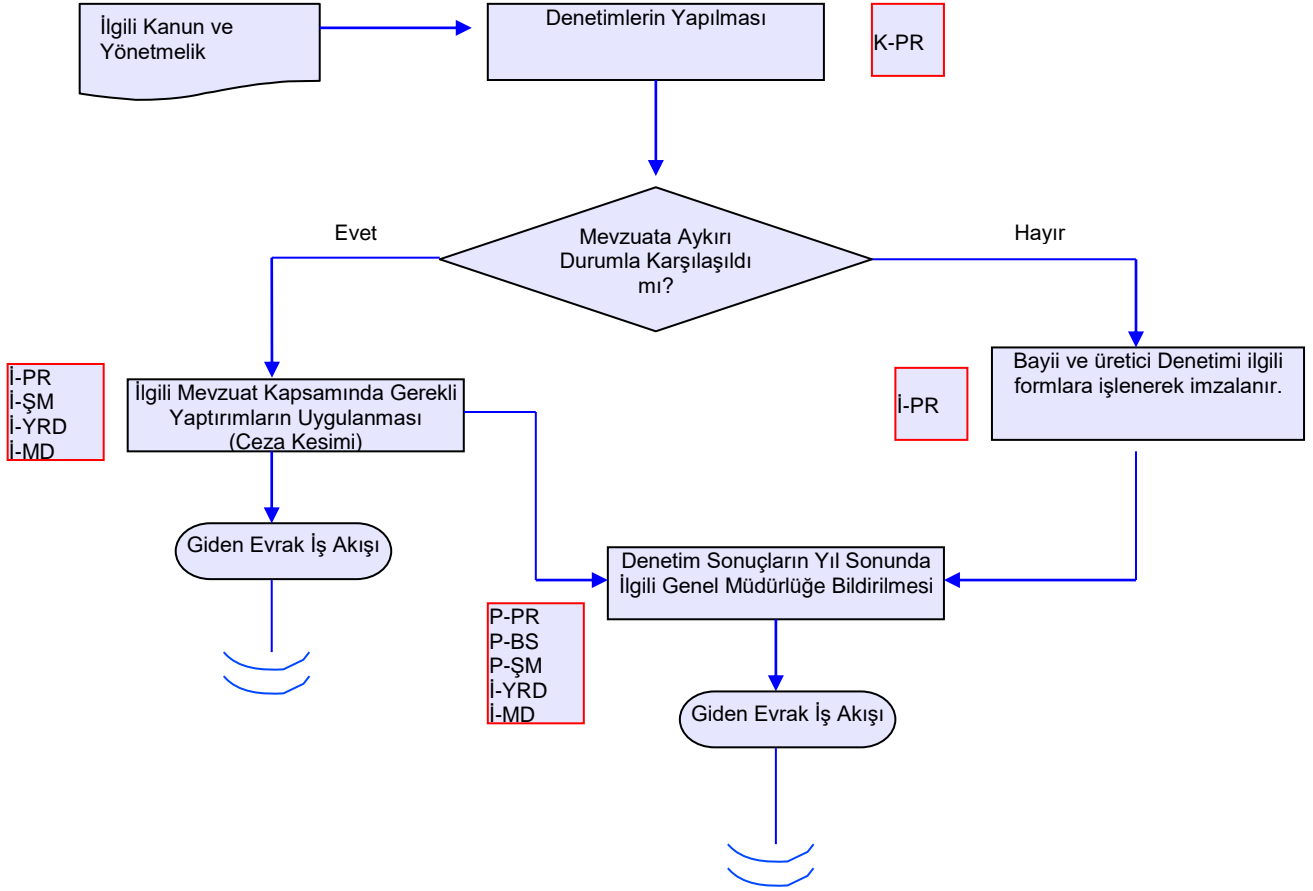 İlgili Kanun ve
Yönetmelik
Denetimlerin Yapılması
K-PR
Mevzuata Aykırı
Durumla Karşılaşıldı
mı?
Evet
Hayır
İ-PR
İ-ŞM
İ-YRD
İ-MD
İlgili Mevzuat Kapsamında Gerekli
Yaptırımların Uygulanması
(Ceza Kesimi)
İ-PR
Bayii ve üretici Denetimi ilgili
formlara işlenerek imzalanır.
Giden Evrak İş Akışı
Denetim Sonuçların Yıl Sonunda
İlgili Genel Müdürlüğe Bildirilmesi
P-PR
P-BS
P-ŞM
İ-YRD
İ-MD
Giden Evrak İş Akışı